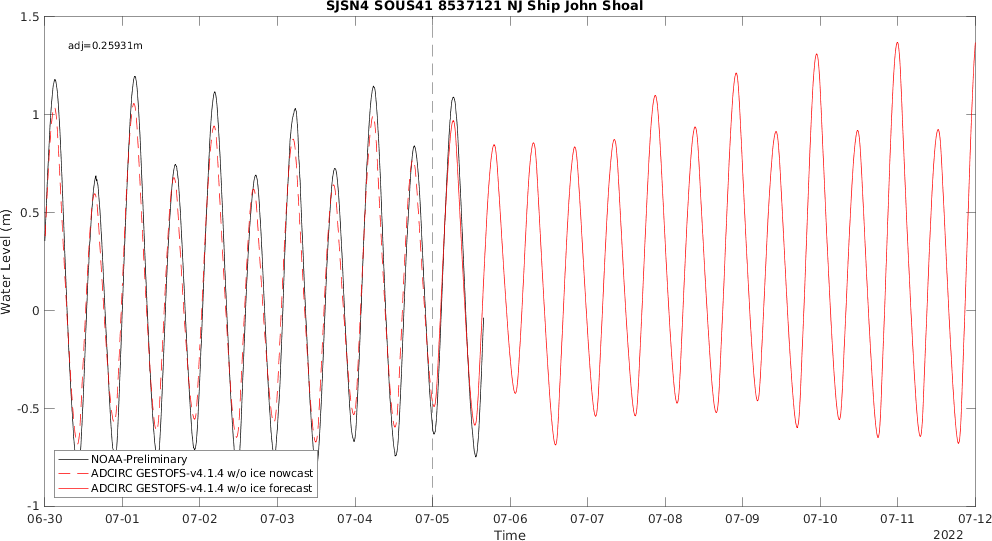 SJSN4 SOUS41 8537121 NJ Ship John Shoal
adj=0.25931m
1.5
1
0.5
0
-0.5
-1
Water Level (m)
NOAA-Preliminary
ADCIRC GESTOFS-v4.1.4 w/o ice nowcast
ADCIRC GESTOFS-v4.1.4 w/o ice forecast
06-30 07-01 07-02 07-03 07-04 07-05 07-06 07-07 07-08 07-09 07-10 07-11 07-12
Time
2022